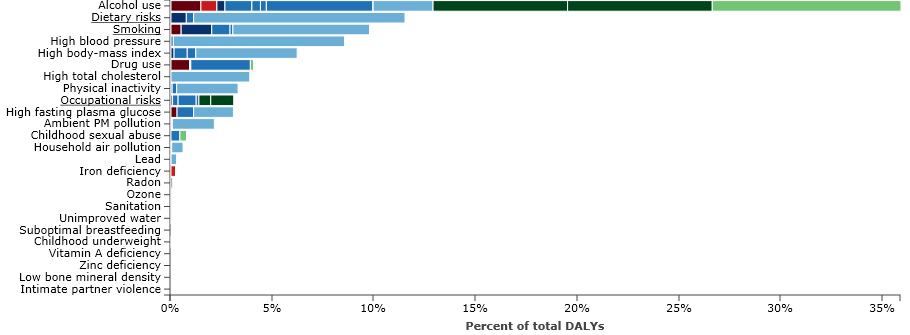 Alcohol use
Dietary risks
Smoking
High blood pressure
High body-mass index
Drug use
High total cholesterol
Physical inactivity
Occupational risks
High fasting plasma glucose
Ambient PM pollution
Childhood sexual abuse
Household air pollution
Lead
Iron deficiency
Radon
Ozone
Sanitation
Unimproved water
Suboptimal breastfeeding
Childhood underweight
Vitamin A deficiency
Zinc deficiency
Low bone mineral density
Intimate partner violence
0% 5% 10% 15% 20% 25% 30% 35%
Percent of total DALYs